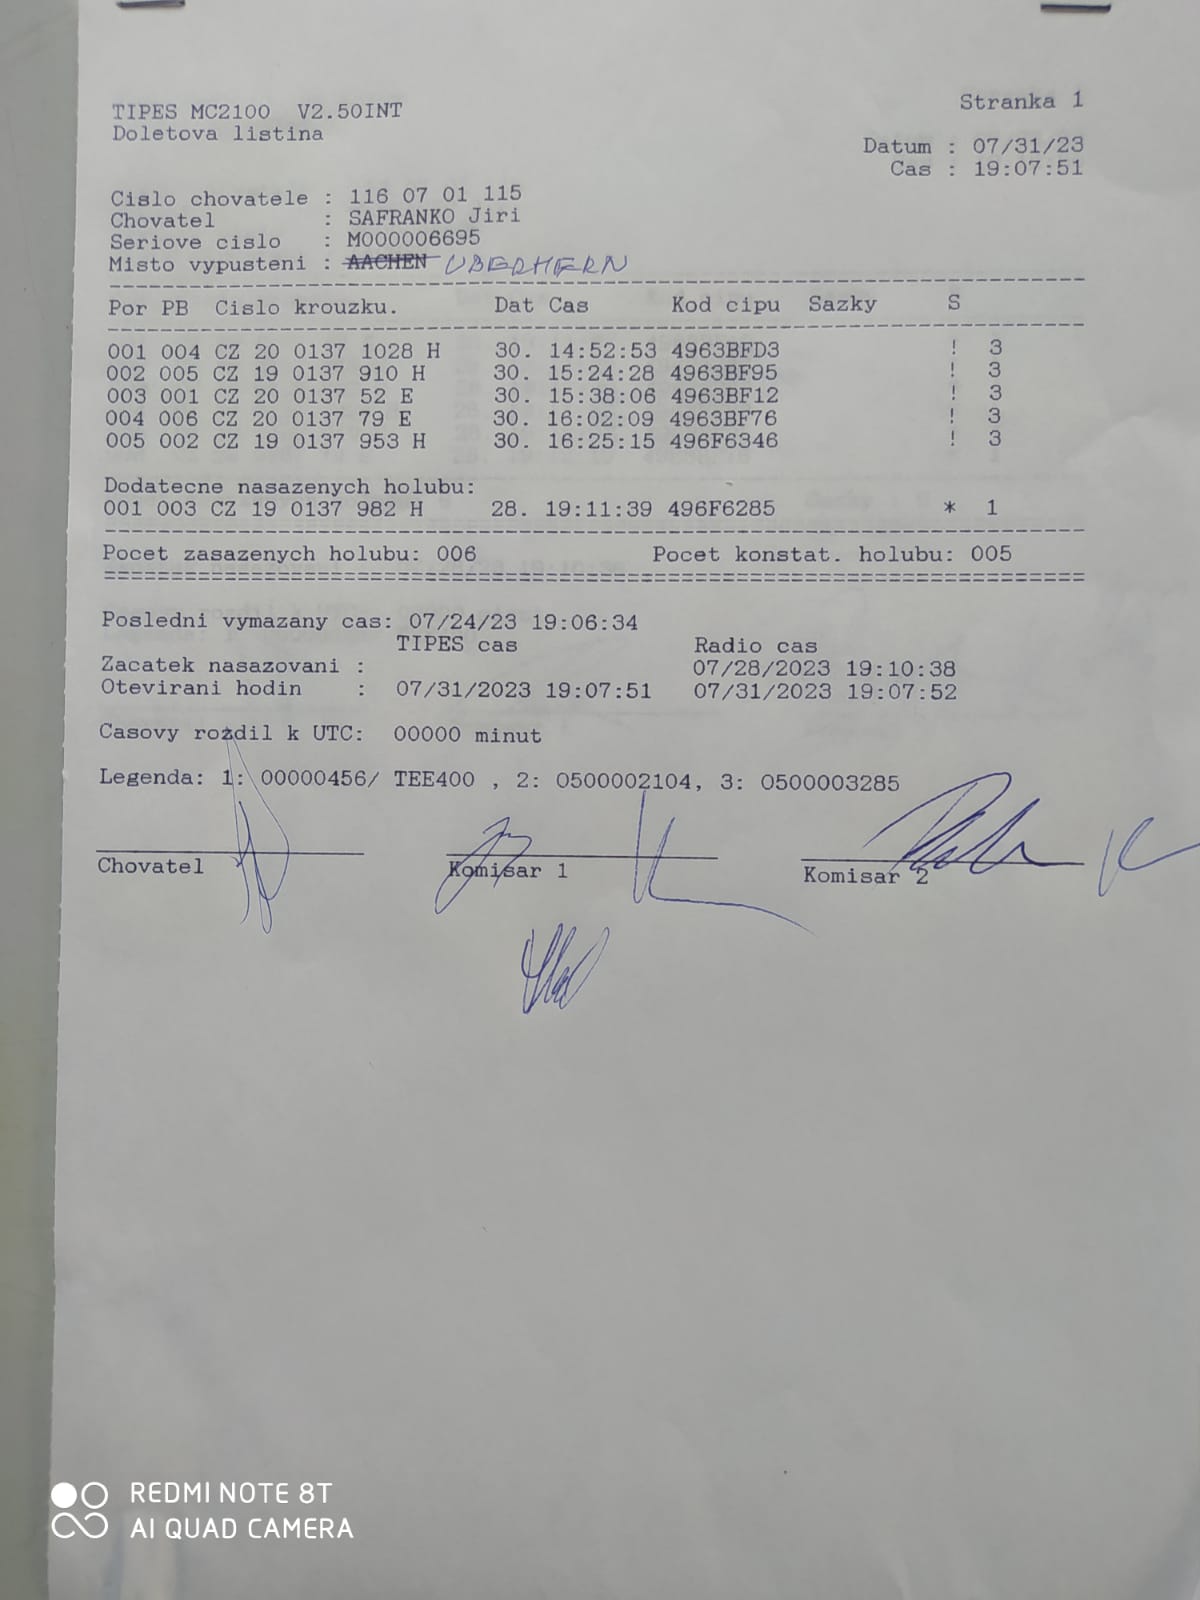 TIPES MC2100 V2.50INT Stranka 1
Doletova listina
Datum : 07/31/23
Cas : 19:07:51
Cislo chovatele : 116 07 01 115
Chovatel : SAFRANKO Jiri
Seriove cislo : M000006695
Misto vypusteni : AACHEN UBERHERN
Por PB Cislo krouzku. Dat Cas Kod cipu Sazky S
001 004 CZ 20 0137 1028 H 30. 14:52:53 4963BFD3 ! 3
002 005 CZ 19 0137 910 H 30. 15:24:28 4963BF95 ! 3
003 001 CZ 20 0137 52 E 30. 15:38:06 4963BF12 ! 3
004 006 CZ 20 0137 79 E 30. 16:02:09 4963BF76 ! 3
005 002 CZ 19 0137 953 H 30. 16:25:15 496F6346 ! 3
Dodatecne nasazenych holubu:
001 003 CZ 19 0137 982 H 28. 19:11:39 496F6285 * 1
Pocet zasazenych holubu: 006 Pocet konstat. holubu: 005
Posledni vymazany cas: 07/24/23 19:06:34
TIPES cas Radio cas
Zacatek nasazovani : 07/28/2023 19:10:38
Otevirani hodin : 07/31/2023 19:07:51 07/31/2023 19:07:52
Casovy rozdil k UTC: 00000 minut
Legenda: 1: 00000456/ TEE400 , 2: 0500002104, 3: 0500003285
Chovatel Komisar 1 Komisar 2
REDMI NOTE 8T
AI QUAD CAMERA